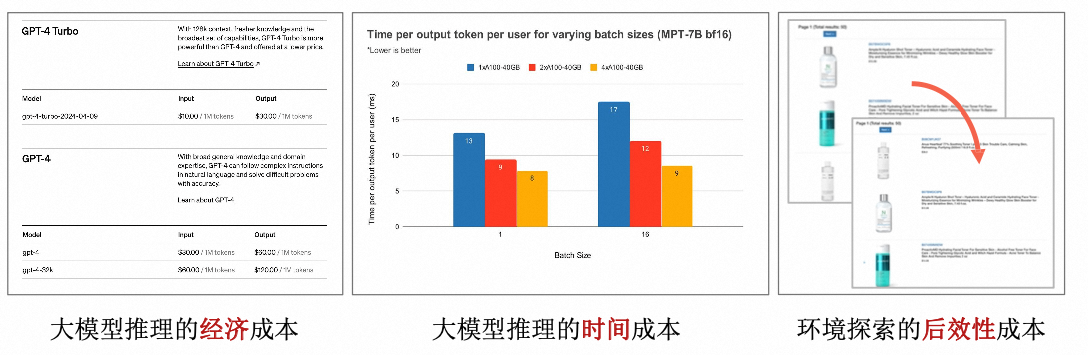 GPT-4 Turbo
With 128k context, fresher knowledge and the
broadest set of capabilities, GPT-4 Turbo is more
powerful than GPT-4 and offered at a lower price.
Learn about GPT-4 Turbo ↗
Model Input Output
gpt-4-turbo-2024-04-09 $10.00 / 1M tokens $30.00 / 1M tokens
GPT-4
With broad general knowledge and domain
expertise, GPT-4 can follow complex instructions
in natural language and solve difficult problems
with accuracy.
Learn about GPT-4
Model Input Output
gpt-4 $30.00 / 1M tokens $60.00 / 1M tokens
gpt-4-32k $60.00 / 1M tokens $120.00 / 1M tokens
大模型推理的经济成本
Time per output token per user for varying batch sizes (MPT-7B bf16)
*Lower is better
1xA100-40GB 2xA100-40GB 4xA100-40GB
Time per output token per user (ms)
20
15
10
5
0
13
9
8
17
12
9
1
16
Batch Size
大模型推理的时间成本
Page 1 (Total results: 50)
Page 1 (Total results: 50)
环境探索的后效性成本